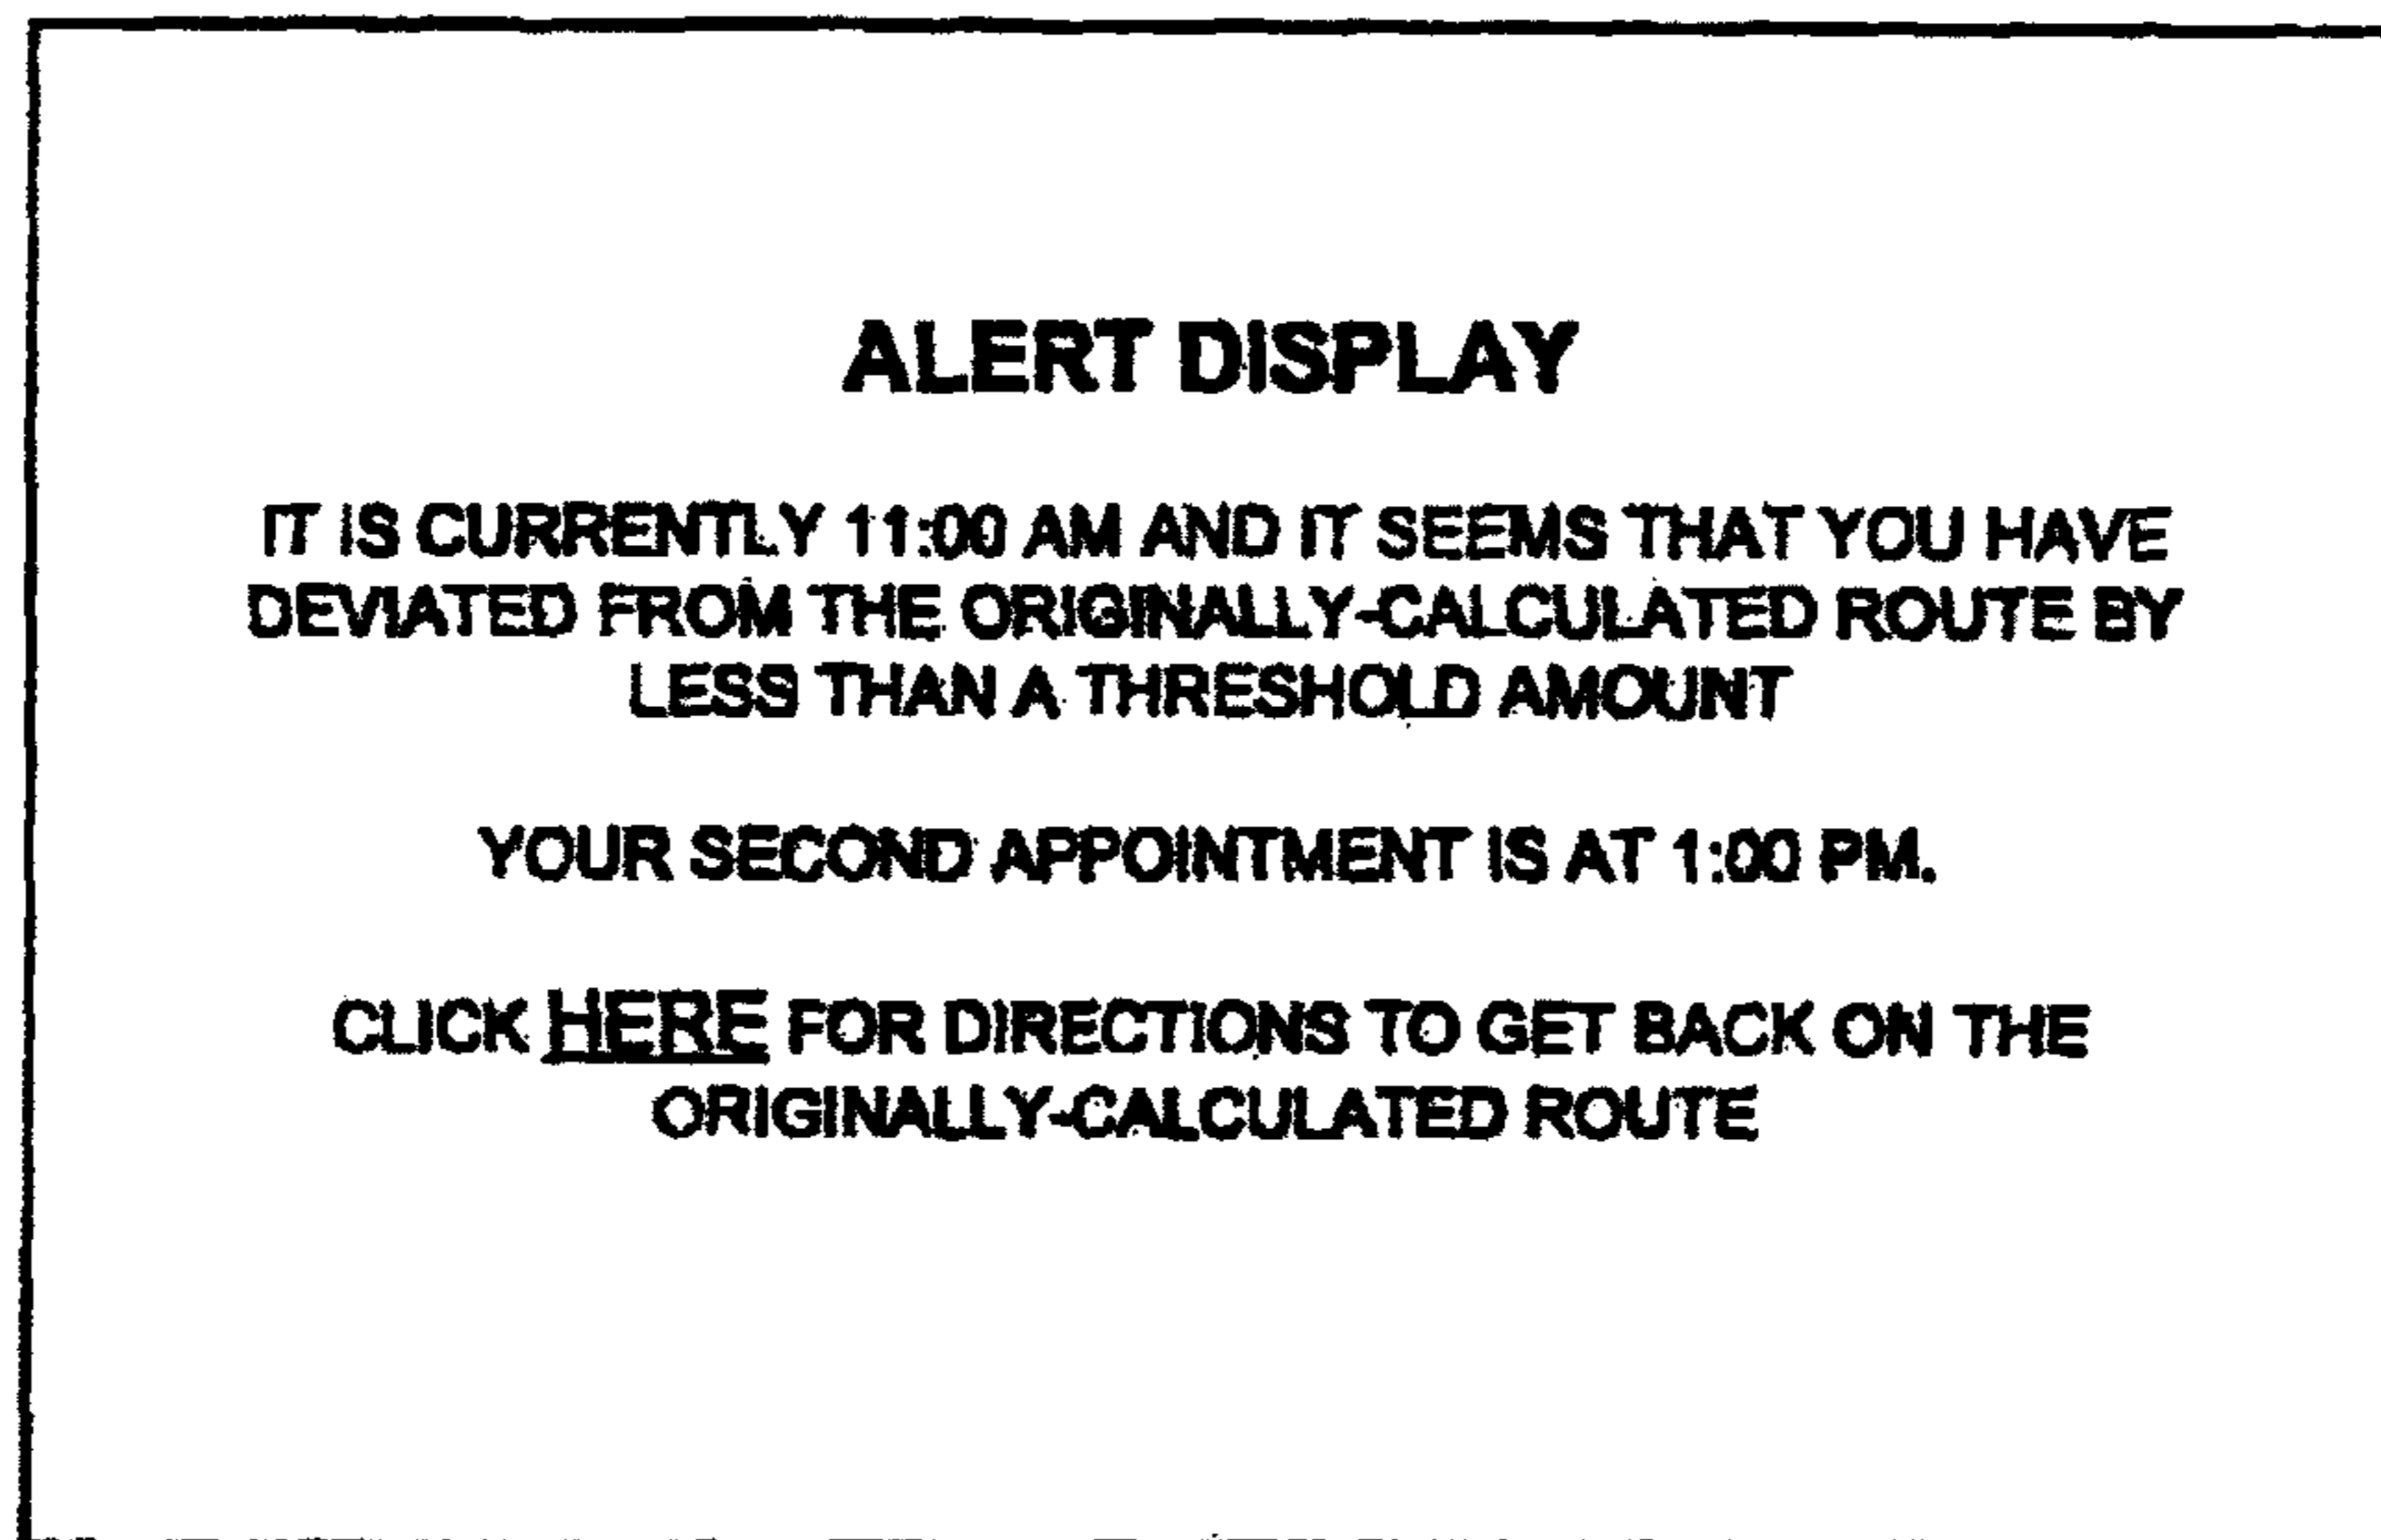 ALERT DISPLAY
IT IS CURRENTLY 11:00 AM AND IT SEEMS THAT YOU HAVE
DEVIATED FROM THE ORIGINALLY-CALCULATED ROUTE BY
LESS THAN A THRESHOLD AMOUNT
YOUR SECOND APPOINTMENT IS AT 1:00 PM.
CLICK HERE FOR DIRECTIONS TO GET BACK ON THE
ORIGINALLY-CALCULATED ROUTE